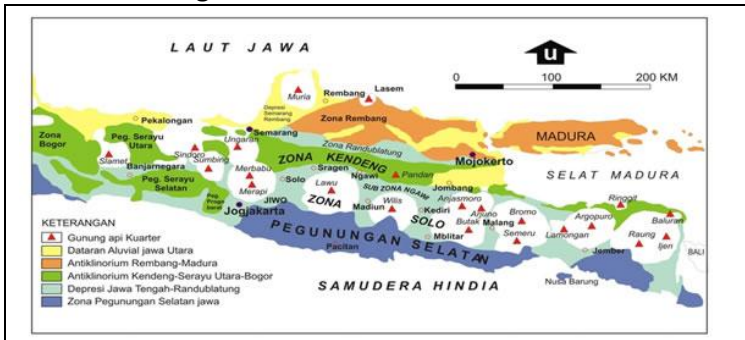 LAUT JAWA
u
0 100 200 KM
Muria
Rembang
Lasem
Depresi
Semarang
Rembang
Zona Rembang
Pekalongan
Zona
Bogor
Peg. Serayu
Utara
Semarang
Ungaran
Zona Randublatung
MADURA
Mojokerto
SELAT MADURA
Slamet
Sindoro
Sumbing
Banjarnegara
Merbabu
Merapi
ZONA KENDENG
Sragen
Ngawi
Pandan
Solo
Lawu
SUB ZONA NGAWI
Jombang
Peg. Serayu
Selatan
JIWO
Jogjakarta
ZONA
Madiun
Wilis
Kediri
SOLO
Anjasmoro
Arjuno
Butak
Malang
Bromo
Semeru
Mblitar
Ringgit
Argopuro
Lamongan
Baluran
Raung
Ijen
BALI
Jember
PEGUNUNGAN SELATAN
Pacitan
Nusa Barung
SAMUDERA HINDIA
KETERANGAN
Gunung api Kuarter
Dataran Aluvial jawa Utara
Antiklinorium Rembang-Madura
Antiklinorium Kendeng-Serayu Utara-Bogor
Depresi Jawa Tengah-Randublatung
Zona Pegunungan Selatan jawa